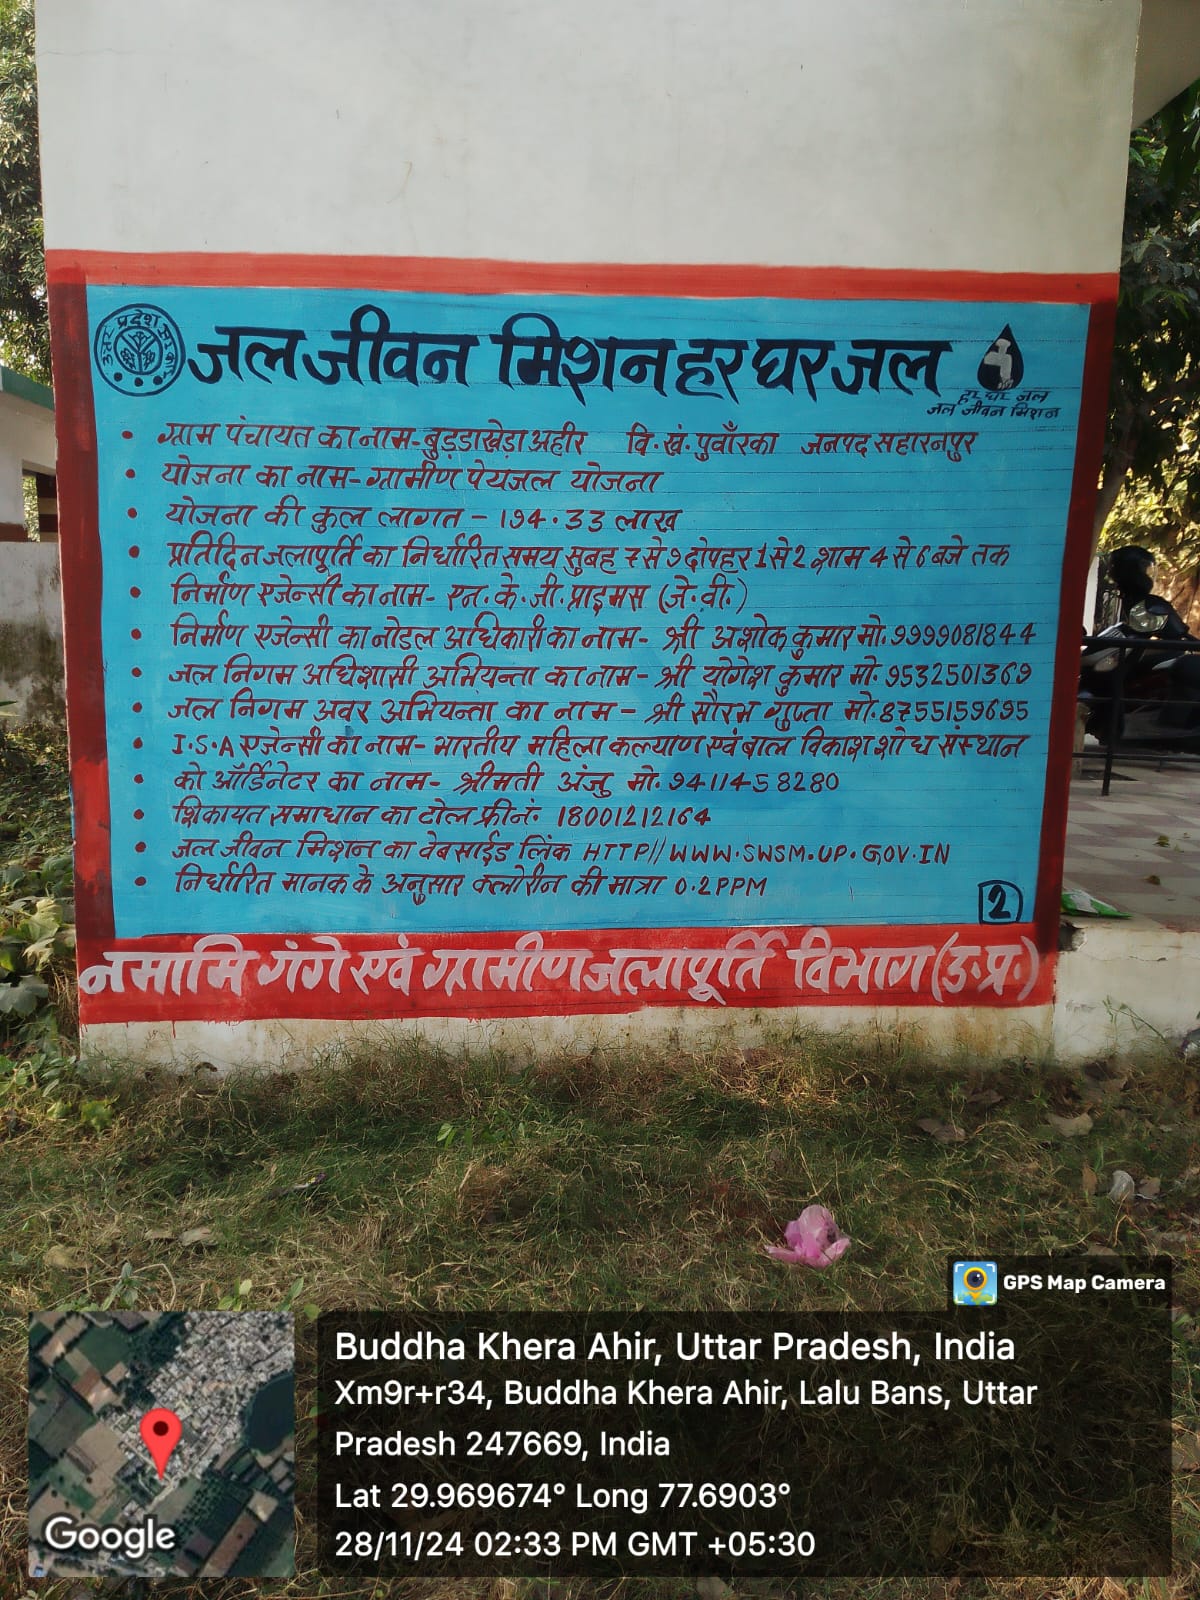 उत्तर प्रदेश सरकार
जल जीवन मिशन हर घर जल
हर घर जल
जल जीवन मिशन
• ग्राम पंचायत का नाम-बुड्डाखेड़ा अहीर वि.खं. पुवाँरका जनपद सहारनपुर
• योजना का नाम-ग्रामीण पेयजल योजना
• योजना की कुल लागत - 194.33 लाख
• प्रतिदिन जलापूर्ति का निर्धारित समय सुबह 7 से 9 दोपहर 1 से 2 शाम 4 से 6 बजे तक
• निर्माण एजेन्सी का नाम- एन. के. जी. प्राइमस (जे. वी.)
• निर्माण एजेन्सी का नोडल अधिकारी का नाम- श्री अशोक कुमार मो. 9999081844
• जल निगम अधिशासी अभियन्ता का नाम- श्री योगेश कुमार मो. 9532501369
• जल निगम अवर अभियन्ता का नाम - श्री सौरभ गुप्ता मो. 8755159695
• I.S.A एजेन्सी का नाम- भारतीय महिला कल्याण एवं बाल विकाश शोध संस्थान
• को ऑर्डिनेटर का नाम- श्रीमती अंजु मो. 9411458280
• शिकायत समाधान का टोल फ्री नं. 18001212164
• जल जीवन मिशन का वेबसाईड लिंक HTTP//WWW.SWSM.UP.GOV.IN
• निर्धारित मानक के अनुसार क्लोरीन की मात्रा 0.2PPM
2
नमामि गंगे एवं ग्रामीण जलापूर्ति विभाग (उ.प्र.)
GPS Map Camera
Buddha Khera Ahir, Uttar Pradesh, India
Xm9r+r34, Buddha Khera Ahir, Lalu Bans, Uttar
Pradesh 247669, India
Lat 29.969674° Long 77.6903°
28/11/24 02:33 PM GMT +05:30
Google